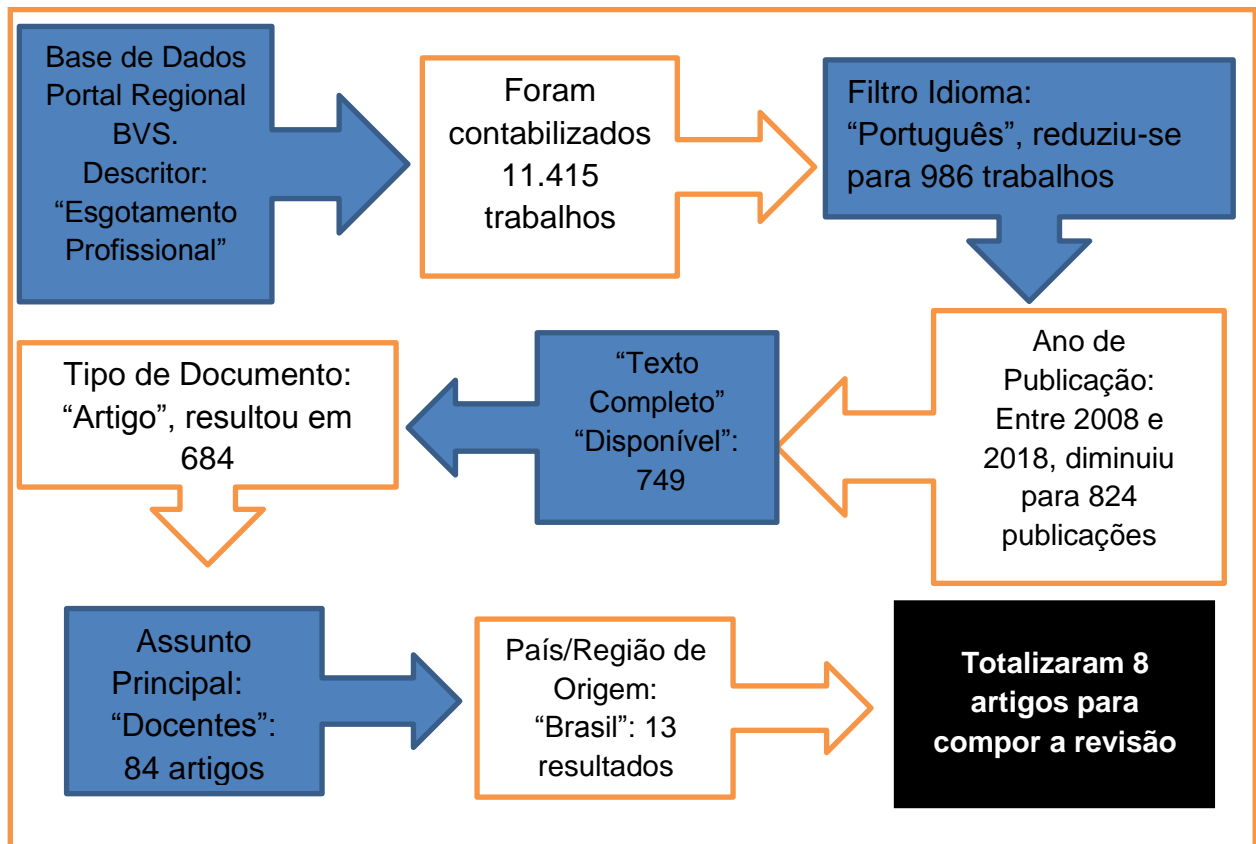 Base de Dados
Portal Regional
BVS.
Descritor:
“Esgotamento
Profissional”
Foram
contabilizados
11.415
trabalhos
Filtro Idioma:
“Português”, reduziu-se
para 986 trabalhos
Ano de
Publicação:
Entre 2008 e
2018, diminuiu
para 824
publicações
“Texto
Completo”
“Disponível”:
749
Tipo de Documento:
“Artigo”, resultou em
684
Assunto
Principal:
“Docentes”:
84 artigos
País/Região de
Origem:
“Brasil”: 13
resultados
Totalizaram 8
artigos para
compor a revisão